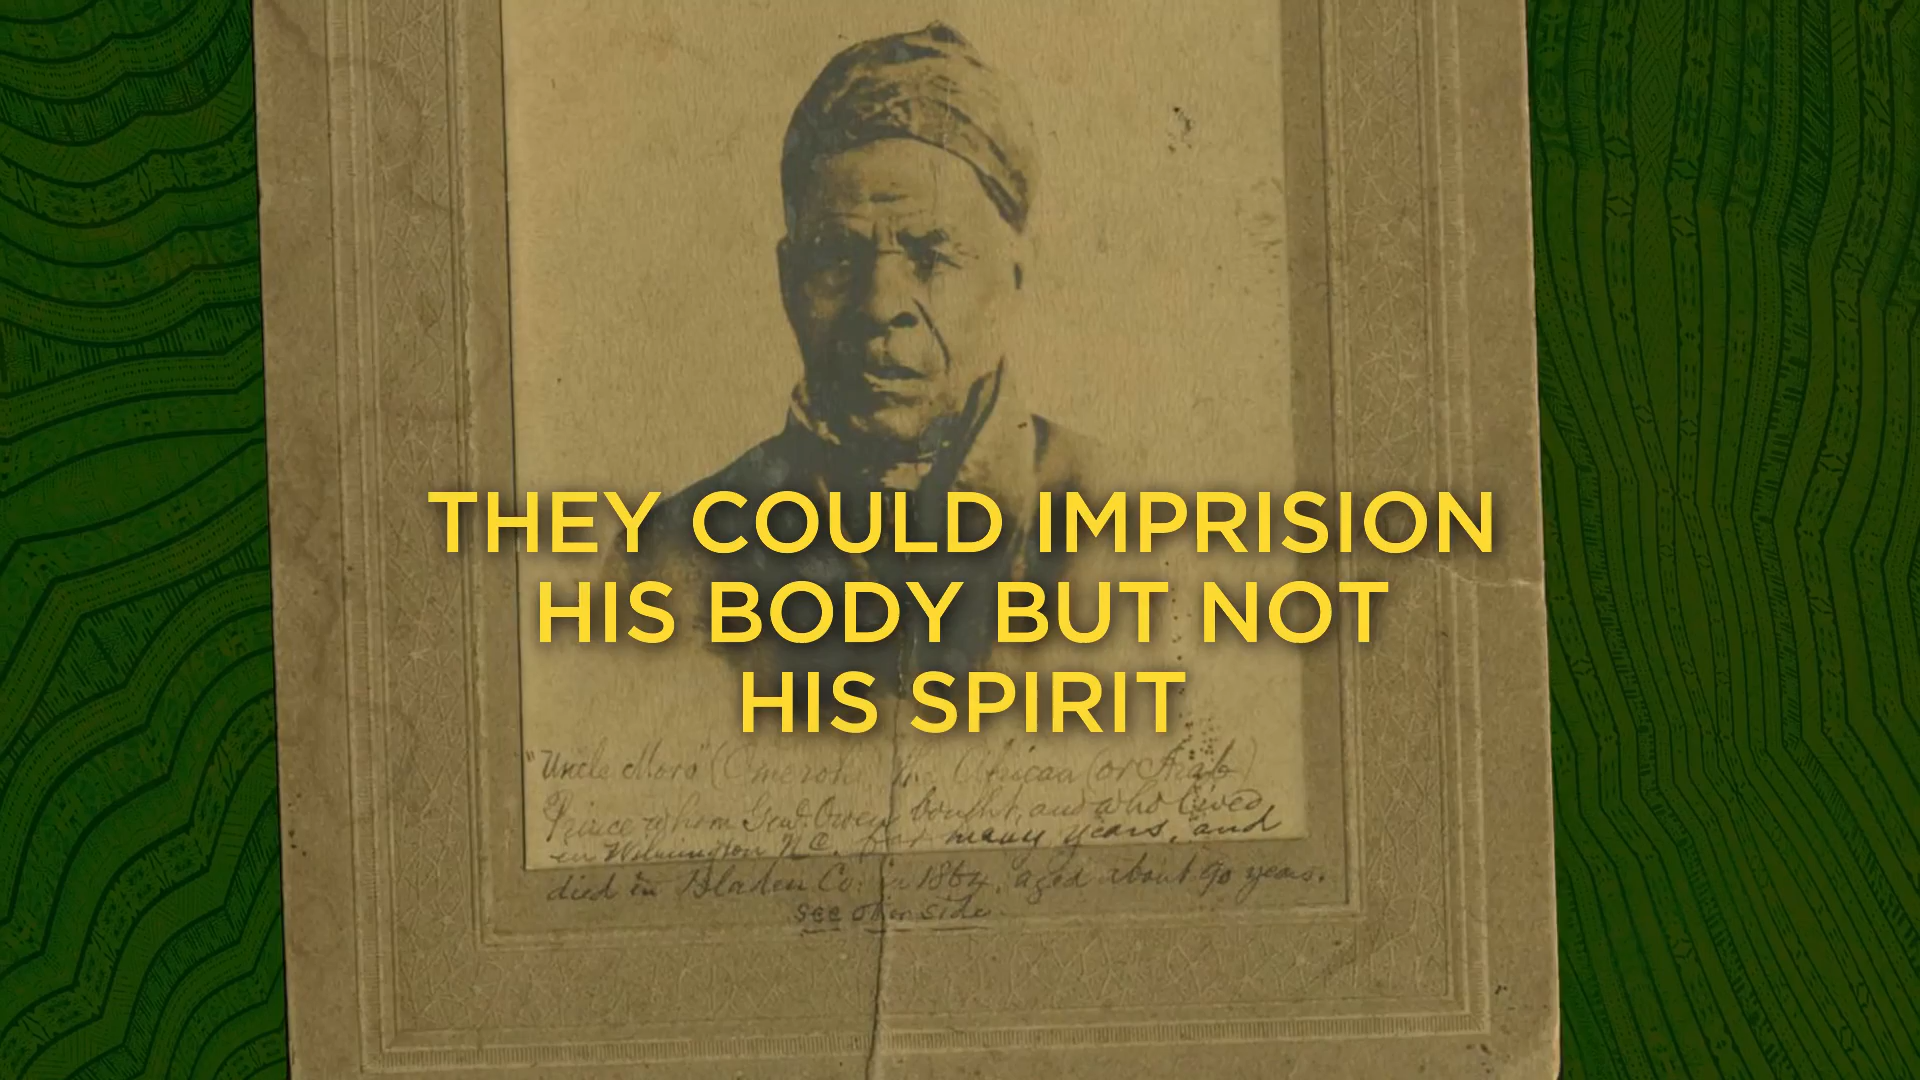 THEY COULD IMPRISION
HIS BODY BUT NOT
HIS SPIRIT
"Uncle Moro" (Omeroh) the African (or Arab)
Prince whom Genl. Owen bought, and who lived
in Wilmington N.C. for many years, and
died in Bladen Co. in 1864, aged about 90 years.
see other side